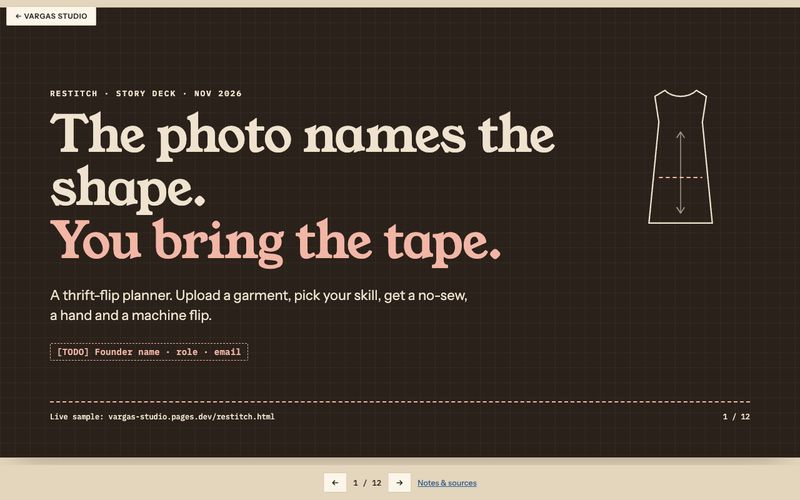 ← VARGAS STUDIO
RESTITCH · STORY DECK · NOV 2026
The photo names the
shape.
You bring the tape.
A thrift-flip planner. Upload a garment, pick your skill, get a no-sew,
a hand and a machine flip.
[TODO] Founder name · role · email
Live sample: vargas-studio.pages.dev/restitch.html
1 / 12
← 1 / 12 → Notes & sources